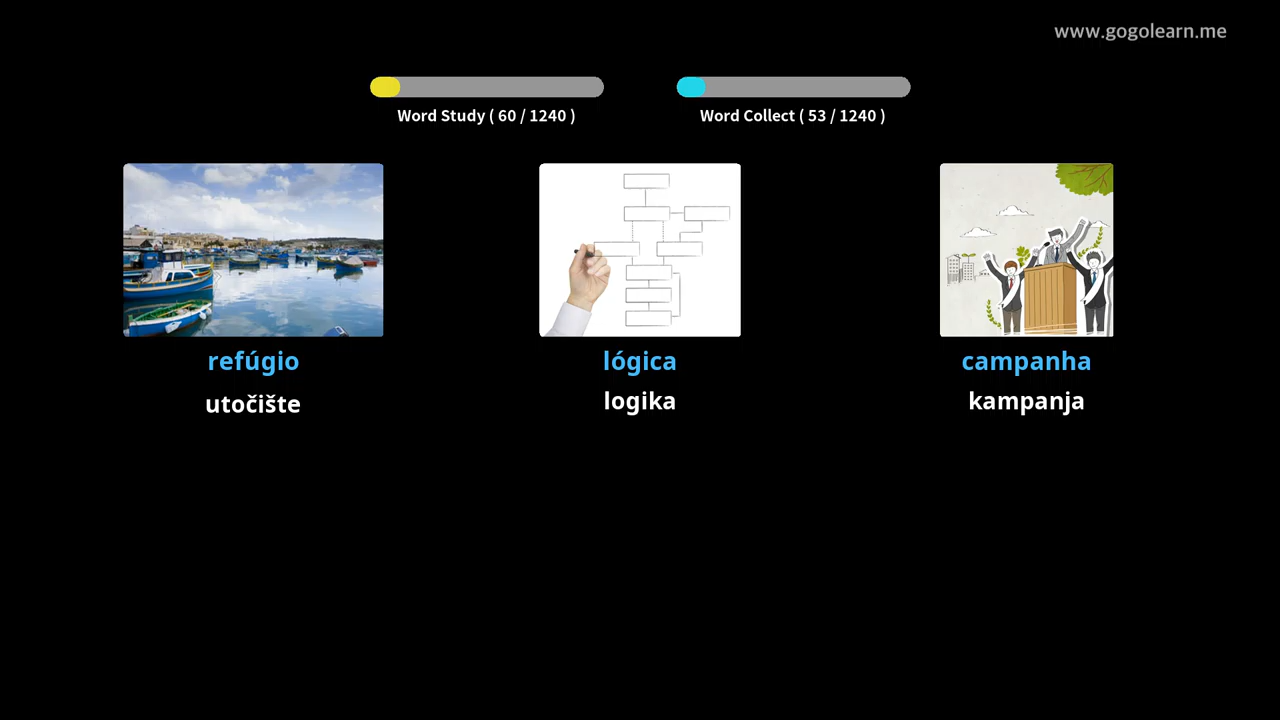 www.gogolearn.me
Word Study ( 60 / 1240 )
Word Collect ( 53 / 1240 )
refúgio
utočište
lógica
logika
campanha
kampanja